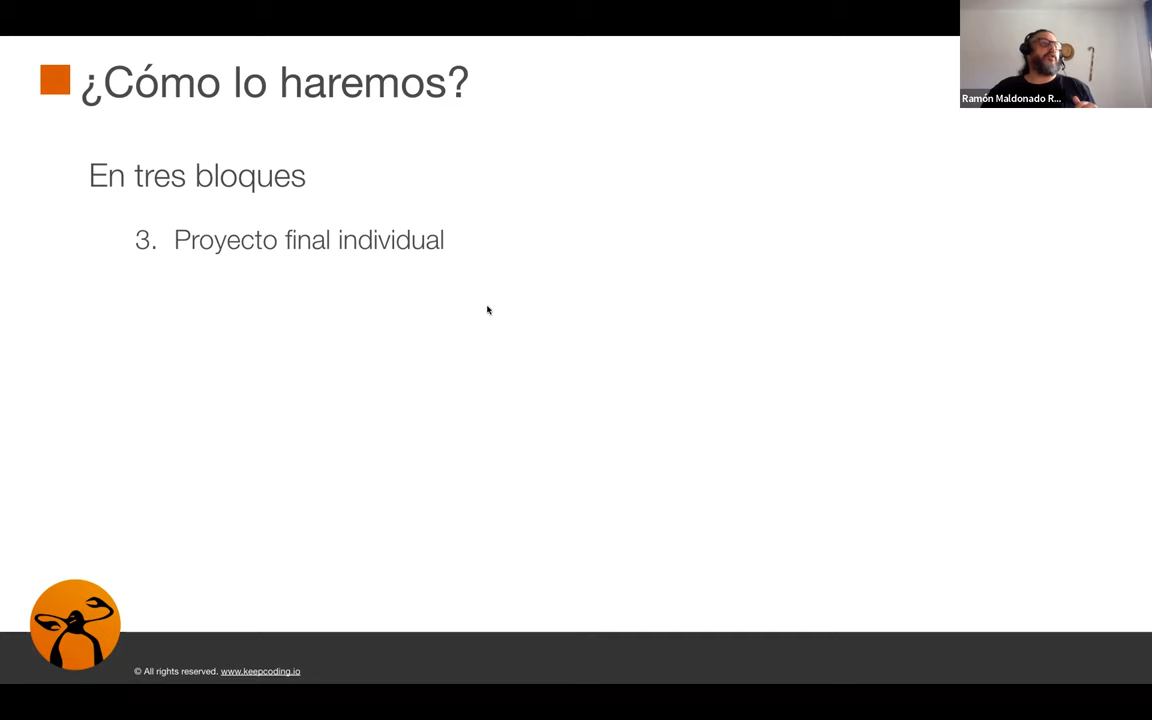 ¿Cómo lo haremos?
Ramón Maldonado R...
En tres bloques
3. Proyecto final individual
© All rights reserved. www.keepcoding.io